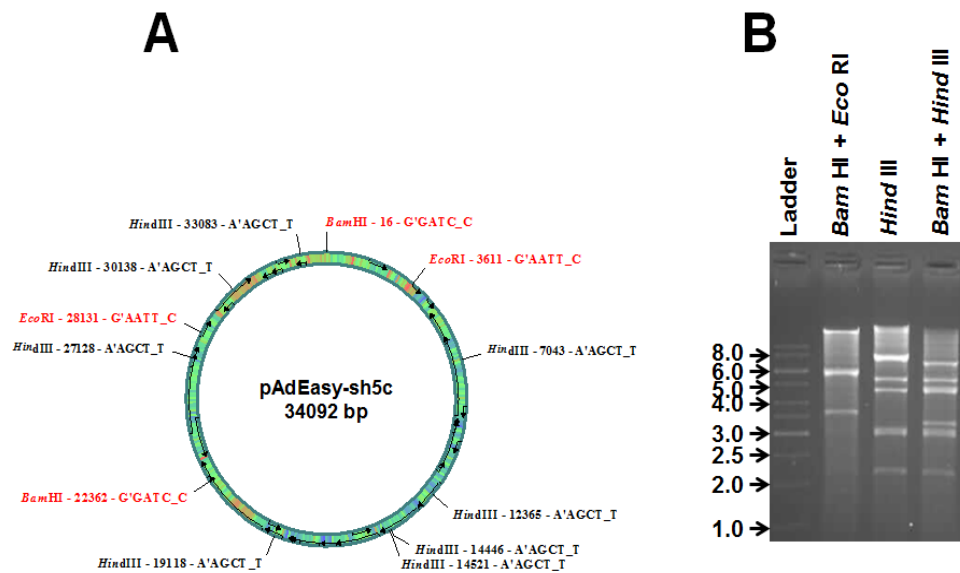 A
B
HindIII - 33083 - A'AGCT_T
BamHI - 16 - G'GATC_C
HindIII - 30138 - A'AGCT_T
EcoRI - 3611 - G'AATT_C
EcoRI - 28131 - G'AATT_C
HindIII - 27128 - A'AGCT_T
HindIII - 7043 - A'AGCT_T
pAdEasy-sh5c
34092 bp
BamHI - 22362 - G'GATC_C
HindIII - 12365 - A'AGCT_T
HindIII - 14446 - A'AGCT_T
HindIII - 14521 - A'AGCT_T
HindIII - 19118 - A'AGCT_T
Ladder
Bam HI + Eco RI
Hind III
Bam HI + Hind III
8.0
6.0
5.0
4.0
3.0
2.5
2.0
1.0